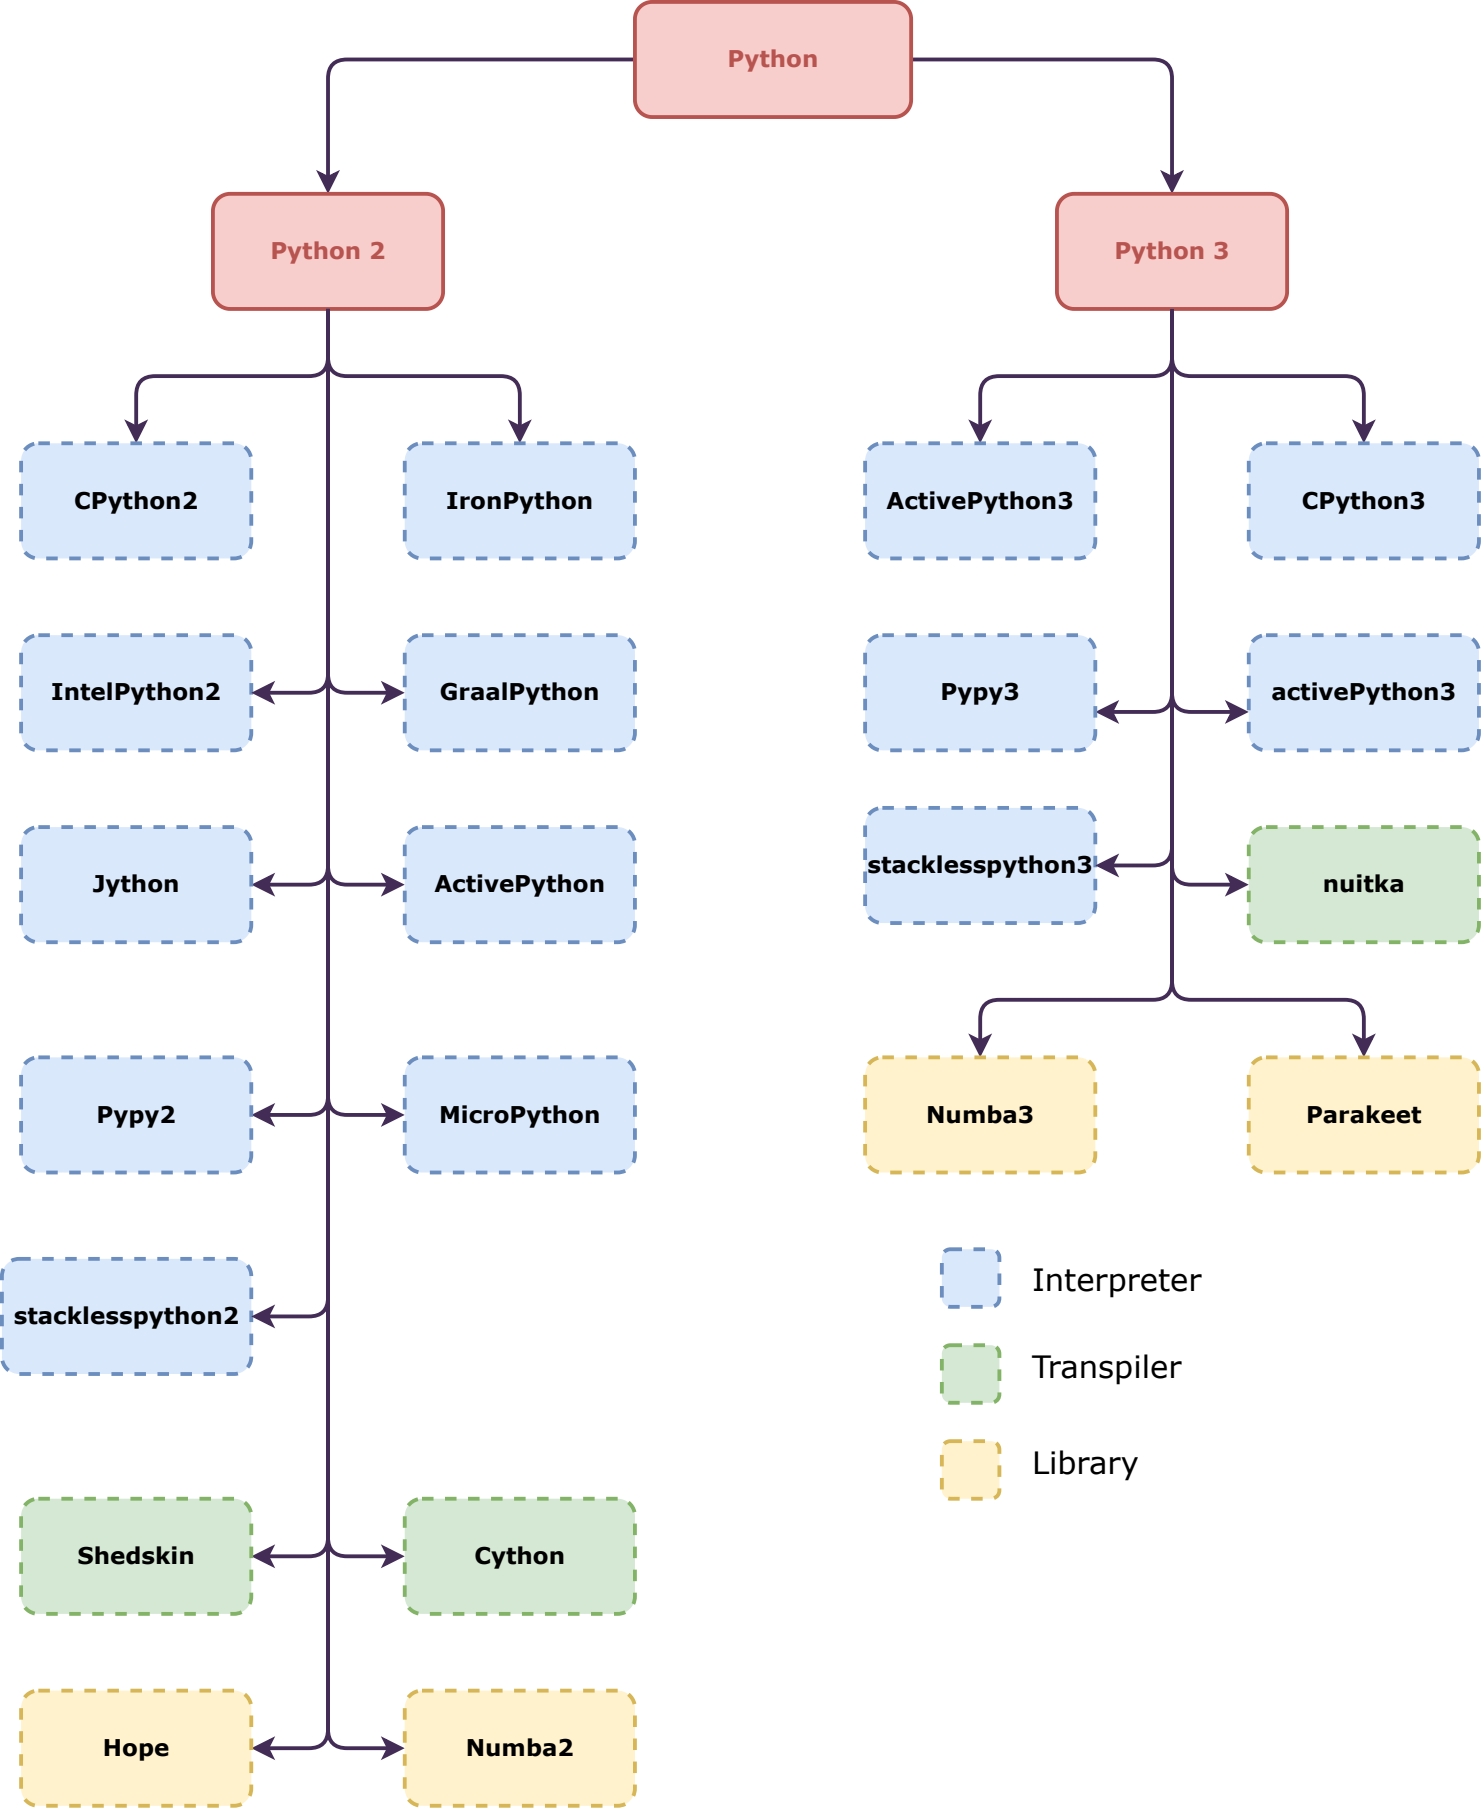 Python
Python 2
Python 3
CPython2
IronPython
ActivePython3
CPython3
IntelPython2
GraalPython
Pypy3
activePython3
Jython
ActivePython
stacklesspython3
nuitka
Pypy2
MicroPython
Numba3
Parakeet
stacklesspython2
Interpreter
Transpiler
Library
Shedskin
Cython
Hope
Numba2